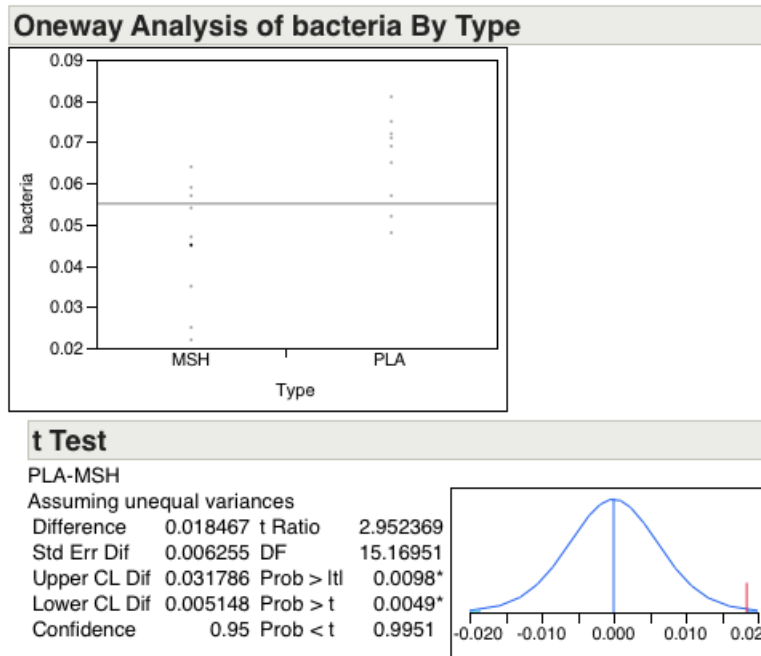 Oneway Analysis of bacteria By Type
0.09
0.08
0.07
0.06
0.05
0.04
0.03
0.02
bacteria
MSH PLA
Type
t Test
PLA-MSH
Assuming unequal variances
Difference 0.018467 t Ratio 2.952369
Std Err Dif 0.006255 DF 15.16951
Upper CL Dif 0.031786 Prob > |t| 0.0098*
Lower CL Dif 0.005148 Prob > t 0.0049*
Confidence 0.95 Prob < t 0.9951
-0.020 -0.010 0.000 0.010 0.02